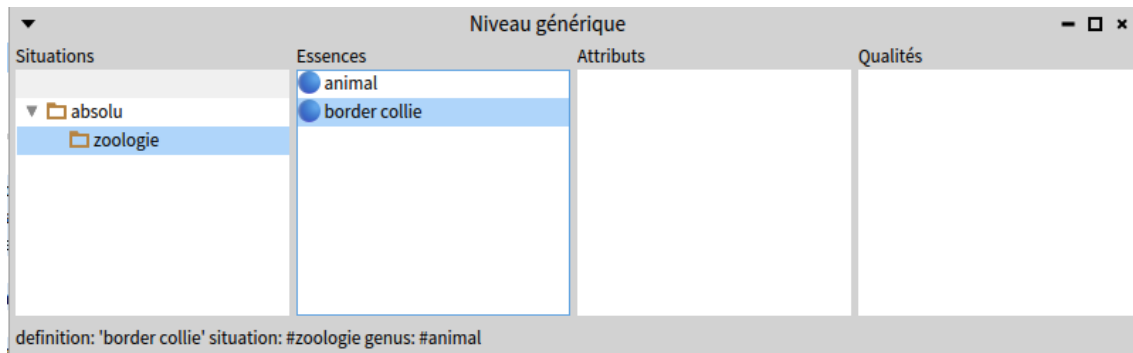 Niveau générique
Situations Essences Attributs Qualités
animal
absolu border collie
zoologie
definition: 'border collie' situation: #zoologie genus: #animal